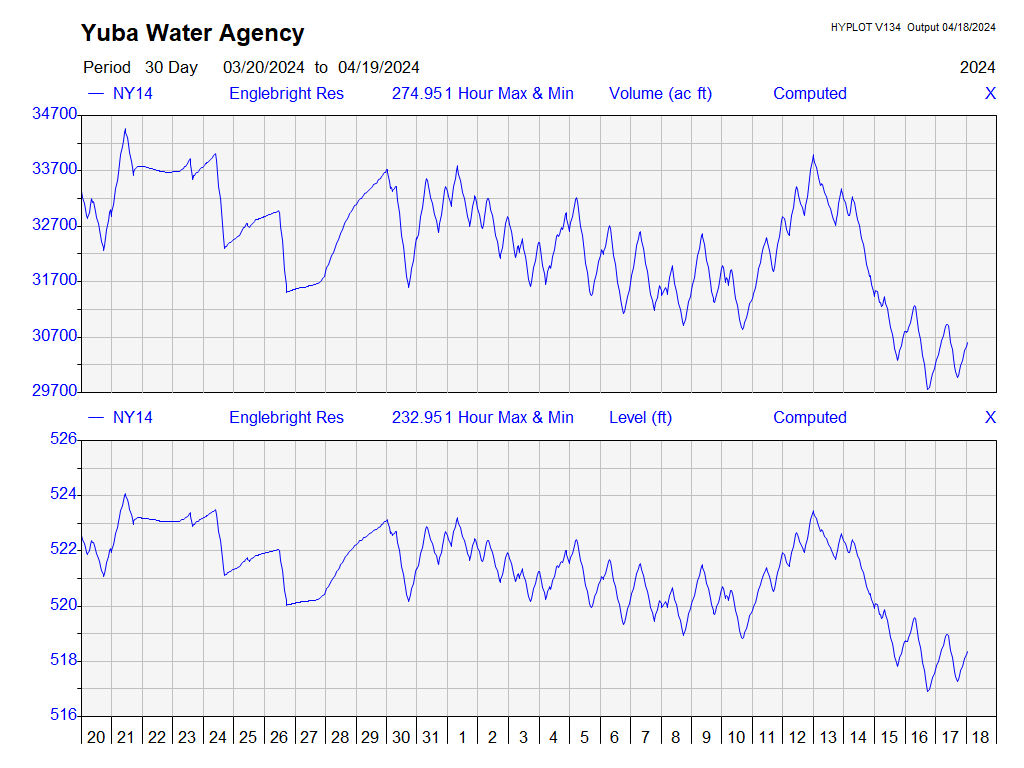 Yuba Water Agency
HYPLOT V134 Output 04/18/2024
Period 30 Day 03/20/2024 to 04/19/2024 2024
NY14 Englebright Res 274.951 Hour Max & Min Volume (ac ft) Computed X
34700
33700
32700
31700
30700
29700
NY14 Englebright Res 232.951 Hour Max & Min Level (ft) Computed X
526
524
522
520
518
516
20 21 22 23 24 25 26 27 28 29 30 31 1 2 3 4 5 6 7 8 9 10 11 12 13 14 15 16 17 18